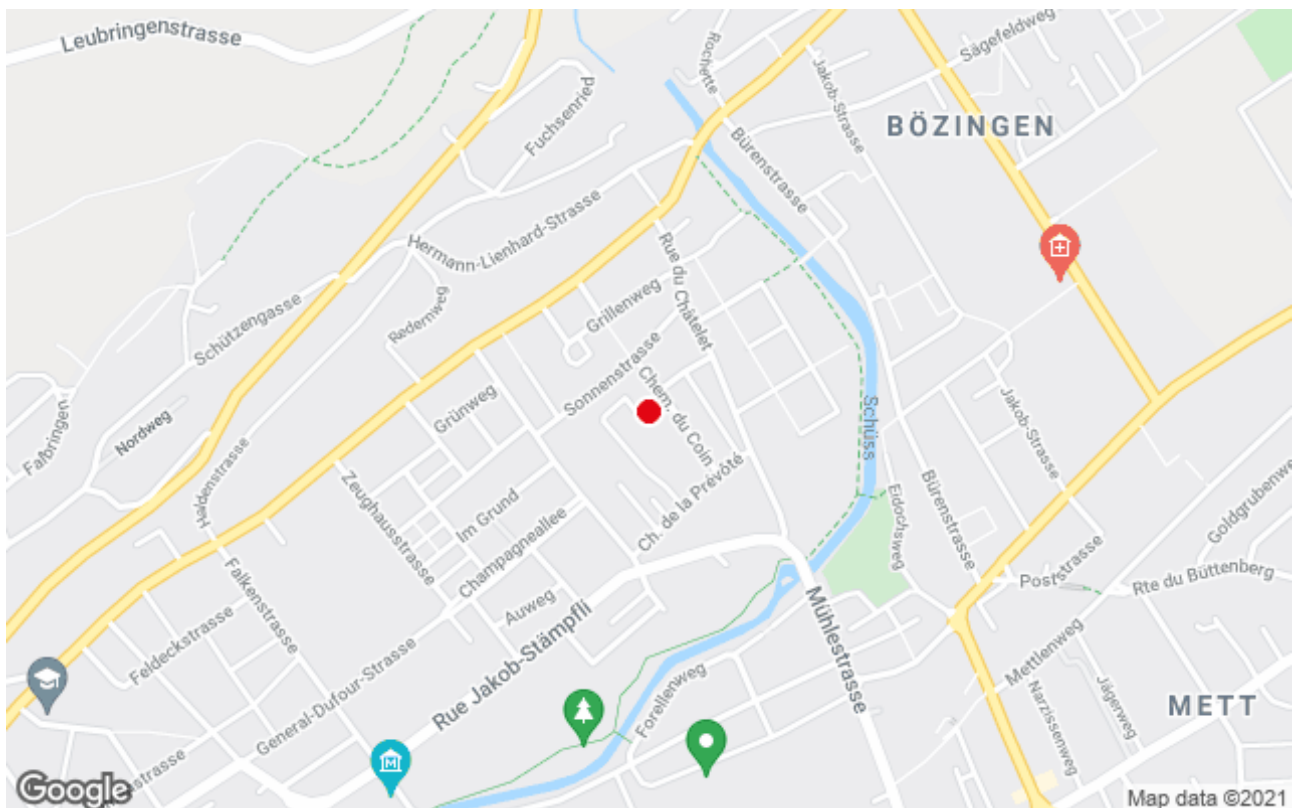 Leubringenstrasse
Rochette
Jakob-Strasse
Sägefeldweg
Fuchsenried
BÖZINGEN
Bürenstrasse
Hermann-Lienhard-Strasse
Rue du Châtelet
Redernweg
Schützengasse
Grillenweg
Sonnenstrasse
Chem. du Coin
Grünweg
Schüss
Jakob-Strasse
Nordweg
Falbringen
Haldenstrasse
Zeughausstrasse
Im Grund
Champagneallee
Ch. de la Prévôté
Eidochsweg
Bürenstrasse
Goldgrubenweg
Poststrasse
Rte du Büttenberg
Falkenstrasse
Auweg
Mühlestrasse
Feldeckstrasse
General-Dufour-Strasse
Rue Jakob-Stämpfli
Forellenweg
Mettlenweg
Narzissenweg
Jägerweg
METT
M
Google
Map data ©2021